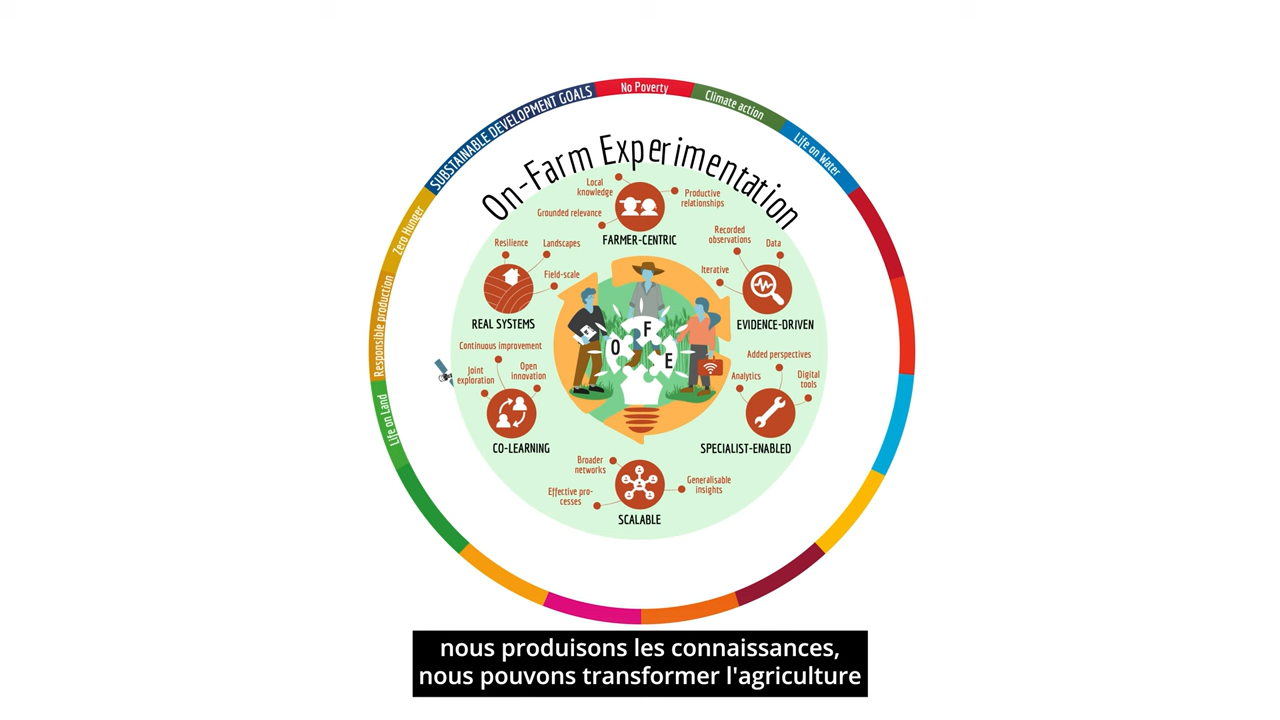 SUSTAINABLE DEVELOPMENT GOALS
No Poverty
Climate action
Life on Water
Zero Hunger
Responsible production
Life on Land
On-Farm Experimentation
Local
knowledge
Productive
relationships
Grounded relevance
FARMER-CENTRIC
Resilience
Landscapes
Field-scale
REAL SYSTEMS
Recorded
observations
Data
Iterative
EVIDENCE-DRIVEN
O
F
E
Continuous improvement
Joint
exploration
Open
innovation
CO-LEARNING
Added perspectives
Analytics
Digital
tools
SPECIALIST-ENABLED
Broader
networks
Effective pro-
cesses
Generalisable
insights
SCALABLE
nous produisons les connaissances,
nous pouvons transformer l'agriculture